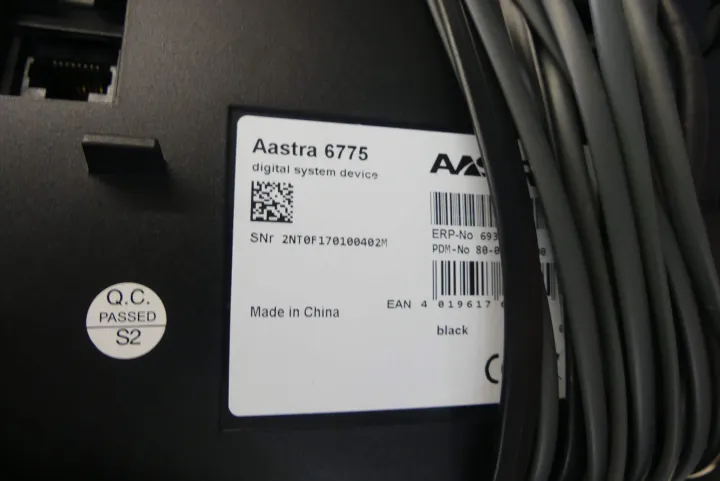 Aastra 6775
digital system device
SNr 2NT0F170100402M
ERP-No 693
PDM-No 80-0
EAN 4 019617
Made in China
black
Q.C.
PASSED
S2